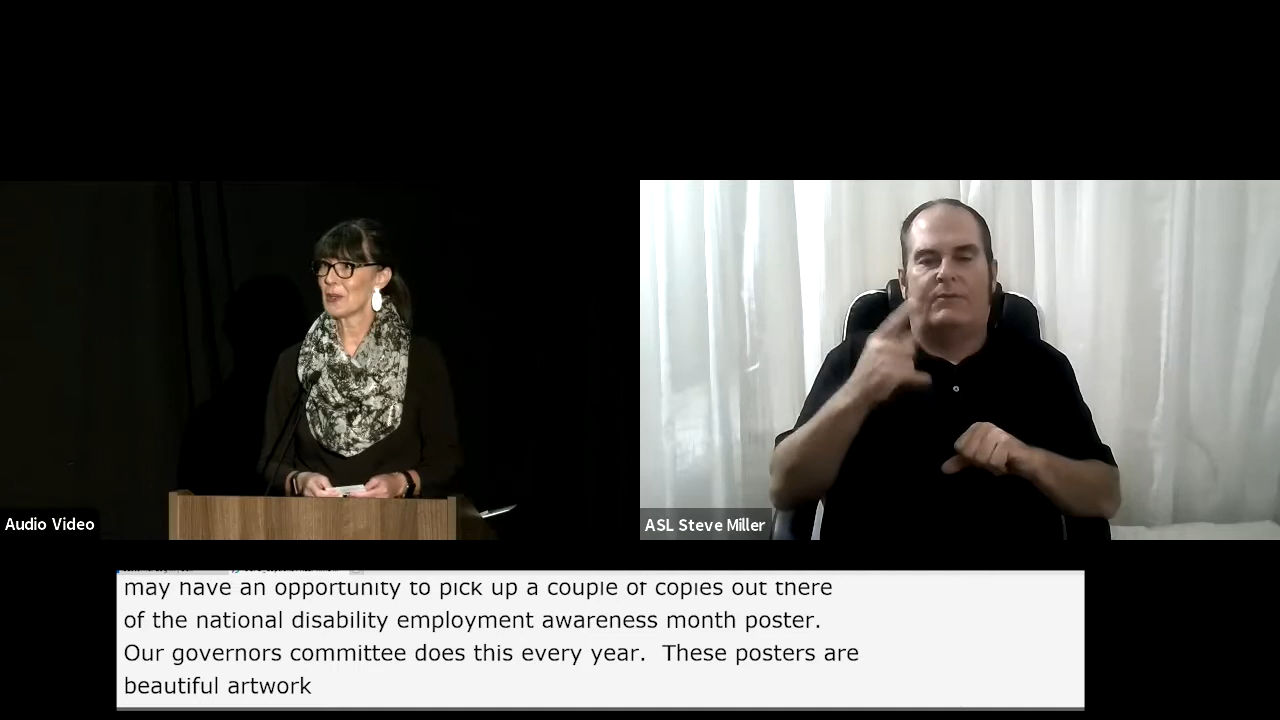 Audio Video
ASL Steve Miller
may have an opportunity to pick up a couple of copies out there
of the national disability employment awareness month poster.
Our governors committee does this every year.  These posters are
beautiful artwork